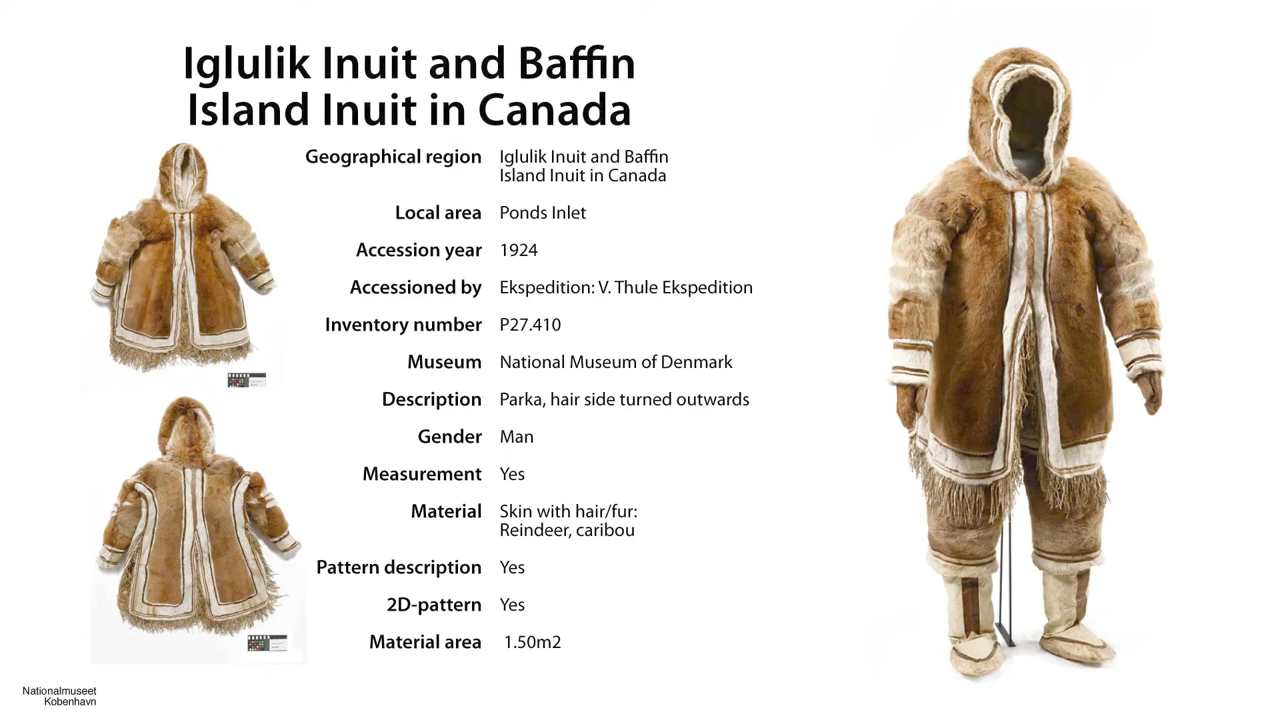 Iglulik Inuit and Baffin
Island Inuit in Canada
Geographical region Iglulik Inuit and Baffin
Island Inuit in Canada
Local area Ponds Inlet
Accession year 1924
Accessioned by Ekspedition: V. Thule Ekspedition
Inventory number P27.410
Museum National Museum of Denmark
Description Parka, hair side turned outwards
Gender Man
Measurement Yes
Material Skin with hair/fur:
Reindeer, caribou
Pattern description Yes
2D-pattern Yes
Material area 1.50m2
Nationalmuseet
Kobenhavn